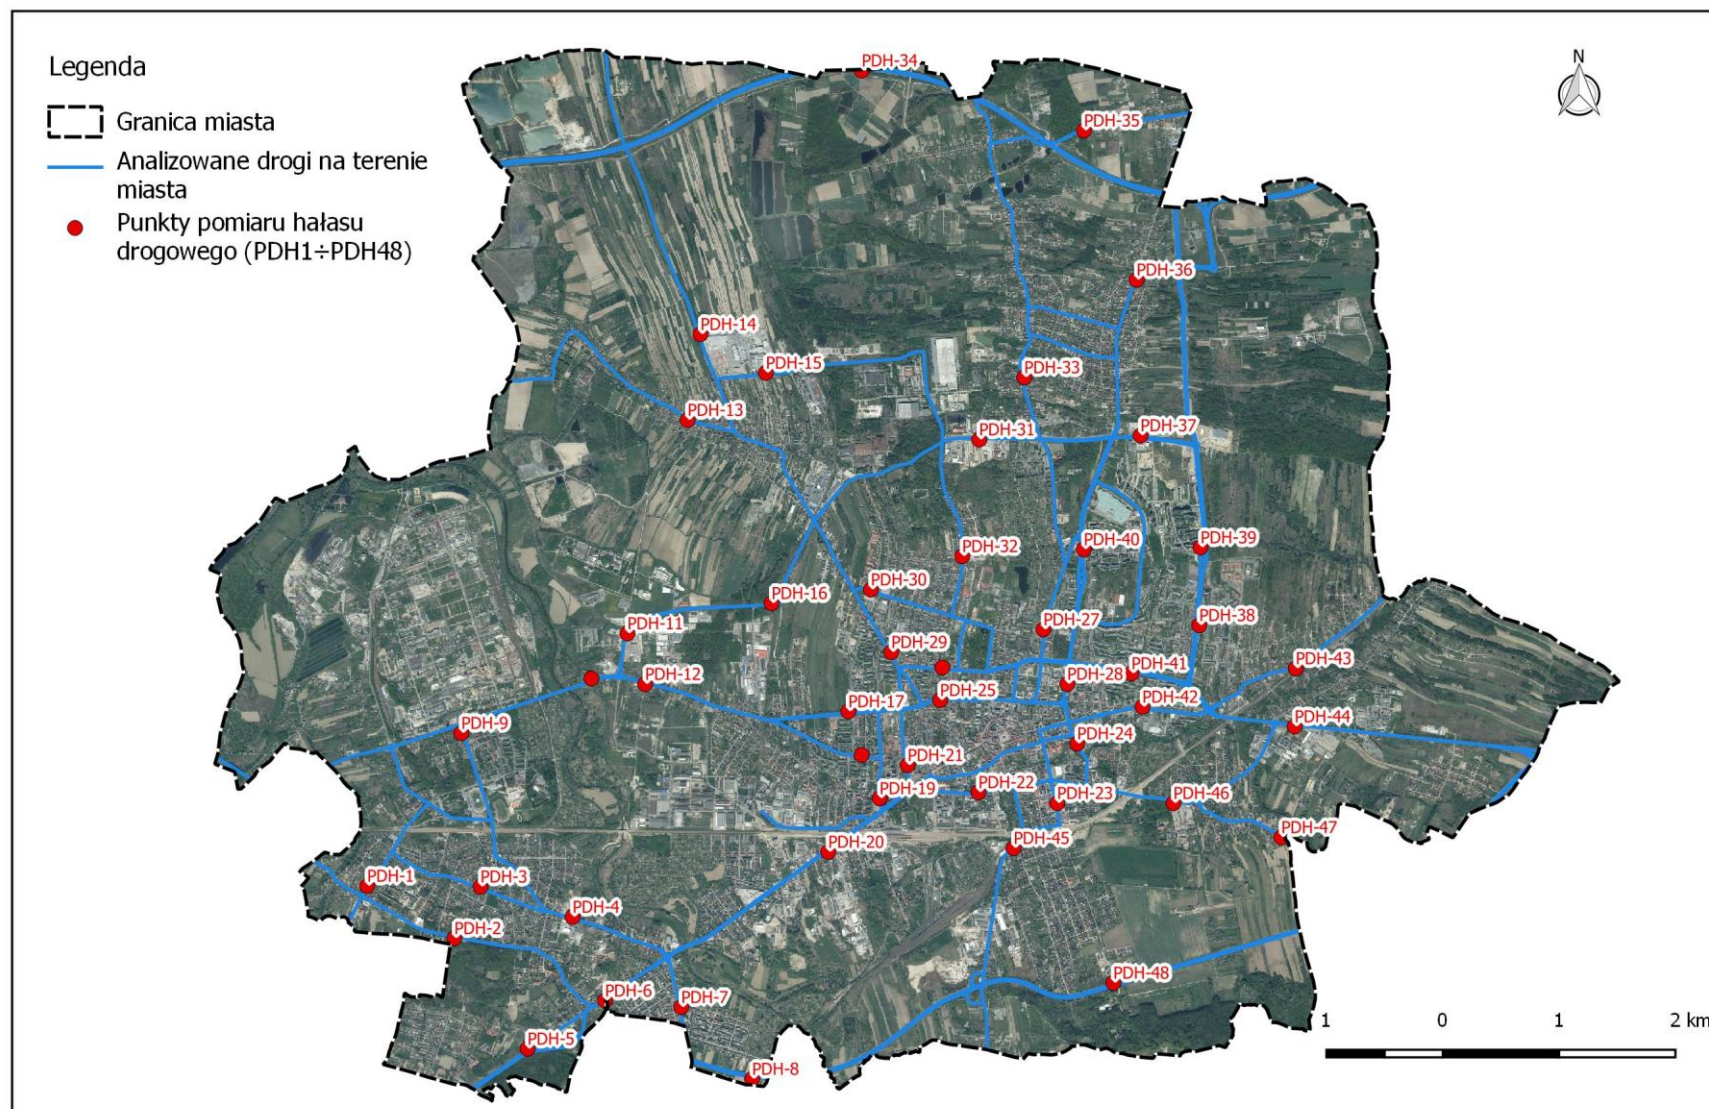 Legenda
Granica miasta
Analizowane drogi na terenie
miasta
Punkty pomiaru hałasu
drogowego (PDH1÷PDH48)
N
PDH-34
PDH-35
PDH-36
PDH-14
PDH-15
PDH-33
PDH-13
PDH-31
PDH-37
PDH-32
PDH-40
PDH-39
PDH-30
PDH-16
PDH-11
PDH-27
PDH-38
PDH-29
PDH-12
PDH-28
PDH-41
PDH-43
PDH-25
PDH-17
PDH-42
PDH-9
PDH-24
PDH-44
PDH-21
PDH-19
PDH-22
PDH-23
PDH-46
PDH-20
PDH-45
PDH-47
PDH-1
PDH-3
PDH-4
PDH-2
PDH-48
PDH-6
PDH-7
PDH-5
PDH-8
1 0 1 2 km